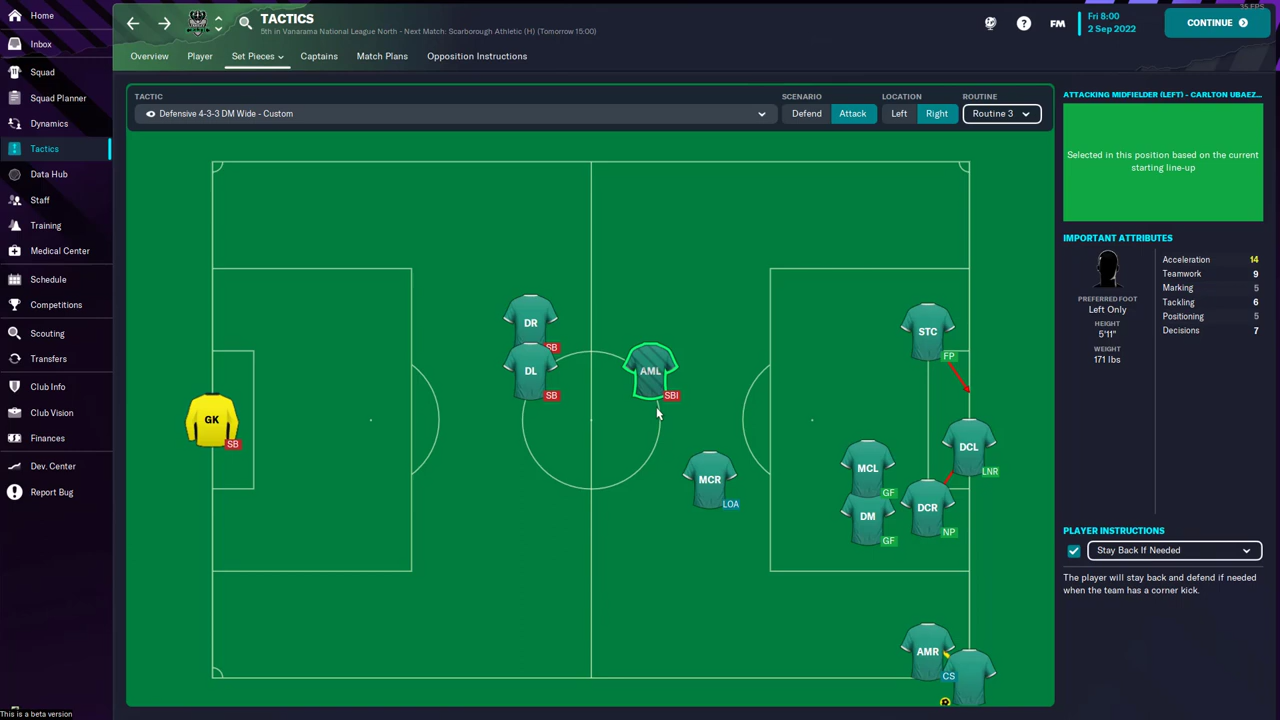 Home
Inbox
Squad
Squad Planner
Dynamics
Tactics
Data Hub
Staff
Training
Medical Center
Schedule
Competitions
Scouting
Transfers
Club Info
Club Vision
Finances
Dev. Center
Report Bug
This is a beta version
TACTICS
5th in Vanarama National League North - Next Match: Scarborough Athletic (H) (Tomorrow 15:00)
35 FPS
FM
Fri 8:00
2 Sep 2022
CONTINUE
Overview
Player
Set Pieces
Captains
Match Plans
Opposition Instructions
TACTIC
Defensive 4-3-3 DM Wide - Custom
SCENARIO
Defend
Attack
LOCATION
Left
Right
ROUTINE
Routine 3
GK
SB
DR
SB
DL
SB
AML
SBI
MCR
LOA
STC
FP
DCL
LNR
MCL
GF
DCR
NP
DM
GF
AMR
CS
R
ATTACKING MIDFIELDER (LEFT) - CARLTON UBAEZ...
Selected in this position based on the current
starting line-up
IMPORTANT ATTRIBUTES
PREFERRED FOOT
Left Only
HEIGHT
5'11"
WEIGHT
171 lbs
Acceleration 14
Teamwork 9
Marking 5
Tackling 6
Positioning 5
Decisions 7
PLAYER INSTRUCTIONS
Stay Back If Needed
The player will stay back and defend if needed
when the team has a corner kick.